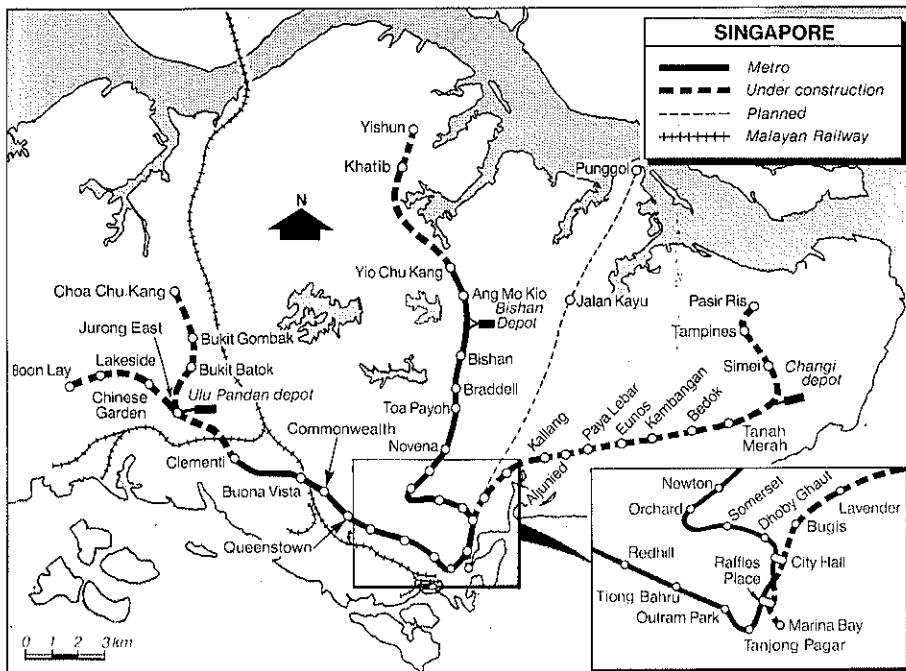 SINGAPORE
Metro
Under construction
Planned
Malayan Railway
Yishun
Khatib
Punggol
N
Yio Chu Kang
Choa Chu Kang
Ang Mo Kio
Bishan
Depot
Jalan Kayu
Pasir Ris
Jurong East
Bukit Gombak
Tampines
Lakeside
Boon Lay
Bukit Batok
Bishan
Simei
Changi
depot
Chinese
Garden
Ulu Pandan depot
Braddell
Toa Payoh
Kallang
Paya Lebar
Eunos
Kembangan
Bedok
Commonwealth
Novena
Aljunied
Tanah
Merah
Clementi
Buona Vista
Queenstown
Newton
Orchard
Somerset
Dhoby Ghaut
Lavender
Bugis
Redhill
Raffles
Place
City Hall
Tiong Bahru
Outram Park
Marina Bay
Tanjong Pagar
0 1 2 3 km